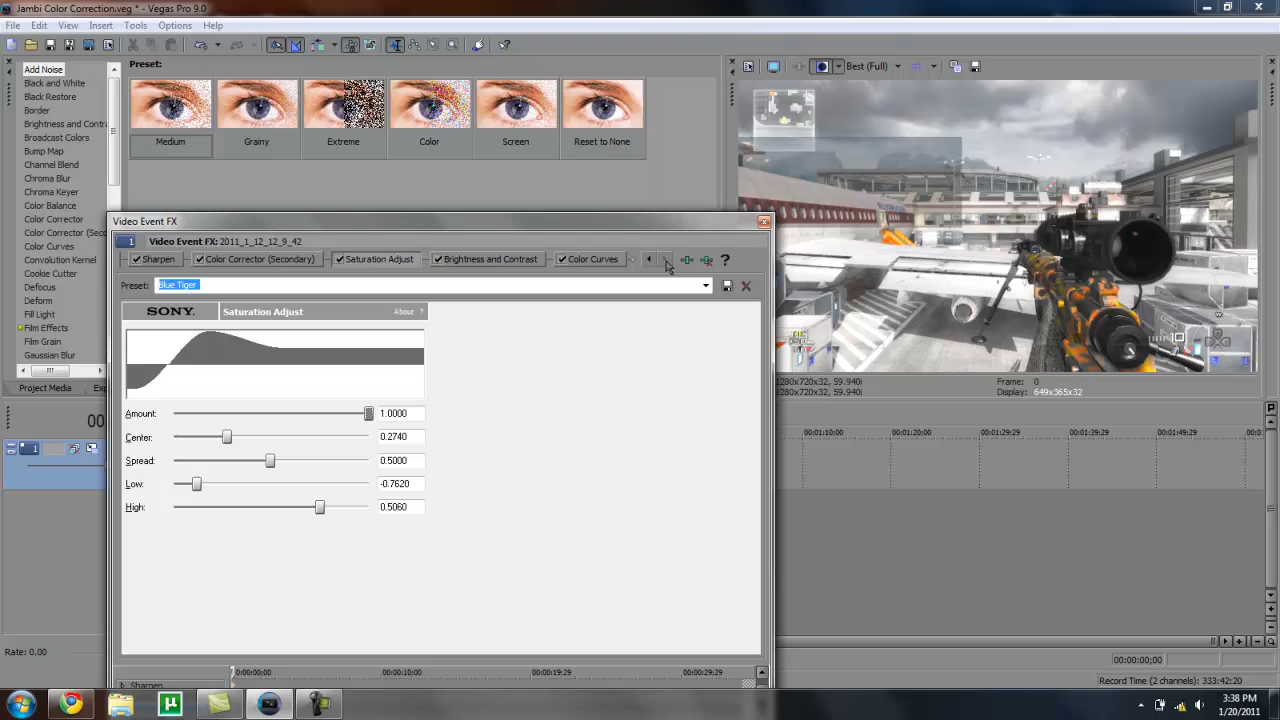 Jambi Color Correction.veg * - Vegas Pro 9.0
File Edit View Insert Tools Options Help
Add Noise
Black and White
Black Restore
Border
Brightness and Contra
Broadcast Colors
Bump Map
Channel Blend
Chroma Blur
Chroma Keyer
Color Balance
Color Corrector
Color Corrector (Seco
Color Curves
Convolution Kernel
Cookie Cutter
Defocus
Deform
Fill Light
Film Effects
Film Grain
Gaussian Blur
Project Media Exp
Preset:
Medium Grainy Extreme Color Screen Reset to None
Best (Full)
Video Event FX
1 Video Event FX: 2011_1_12_12_9_42
Sharpen Color Corrector (Secondary) Saturation Adjust Brightness and Contrast Color Curves
Preset: Blue Tiger
SONY. Saturation Adjust About ?
Amount: 1.0000
Center: 0.2740
Spread: 0.5000
Low: -0.7620
High: 0.5060
0:00:00;00 00:00:10;00 00:00:19;29 00:00:29;29
Sharpen
1280x720x32, 59.940i Frame: 0
1280x720x32, 59.940i Display: 649x365x32
00
00:01:10;00 00:01:20;00 00:01:29;29 00:01:39;29 00:01:49;29 00:0
1
Rate: 0.00
00:00:00;00
Record Time (2 channels): 333:42:20
3:38 PM
1/20/2011